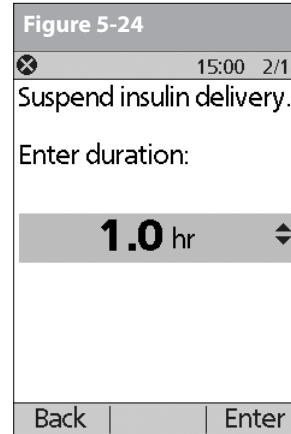 Figure 5-24
15:00 2/1
Suspend insulin delivery.
Enter duration:
1.0 hr
Back Enter